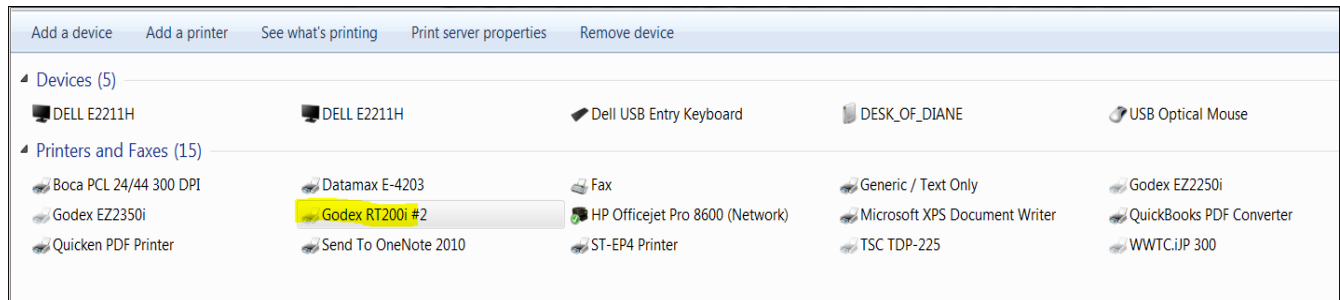 Add a device Add a printer See what's printing Print server properties Remove device
Devices (5)
DELL E2211H DELL E2211H Dell USB Entry Keyboard DESK_OF_DIANE USB Optical Mouse
Printers and Faxes (15)
Boca PCL 24/44 300 DPI Datamax E-4203 Fax Generic / Text Only Godex EZ2250i
Godex EZ2350i Godex RT200i #2 HP Officejet Pro 8600 (Network) Microsoft XPS Document Writer QuickBooks PDF Converter
Quicken PDF Printer Send To OneNote 2010 ST-EP4 Printer TSC TDP-225 WWTC.iJP 300